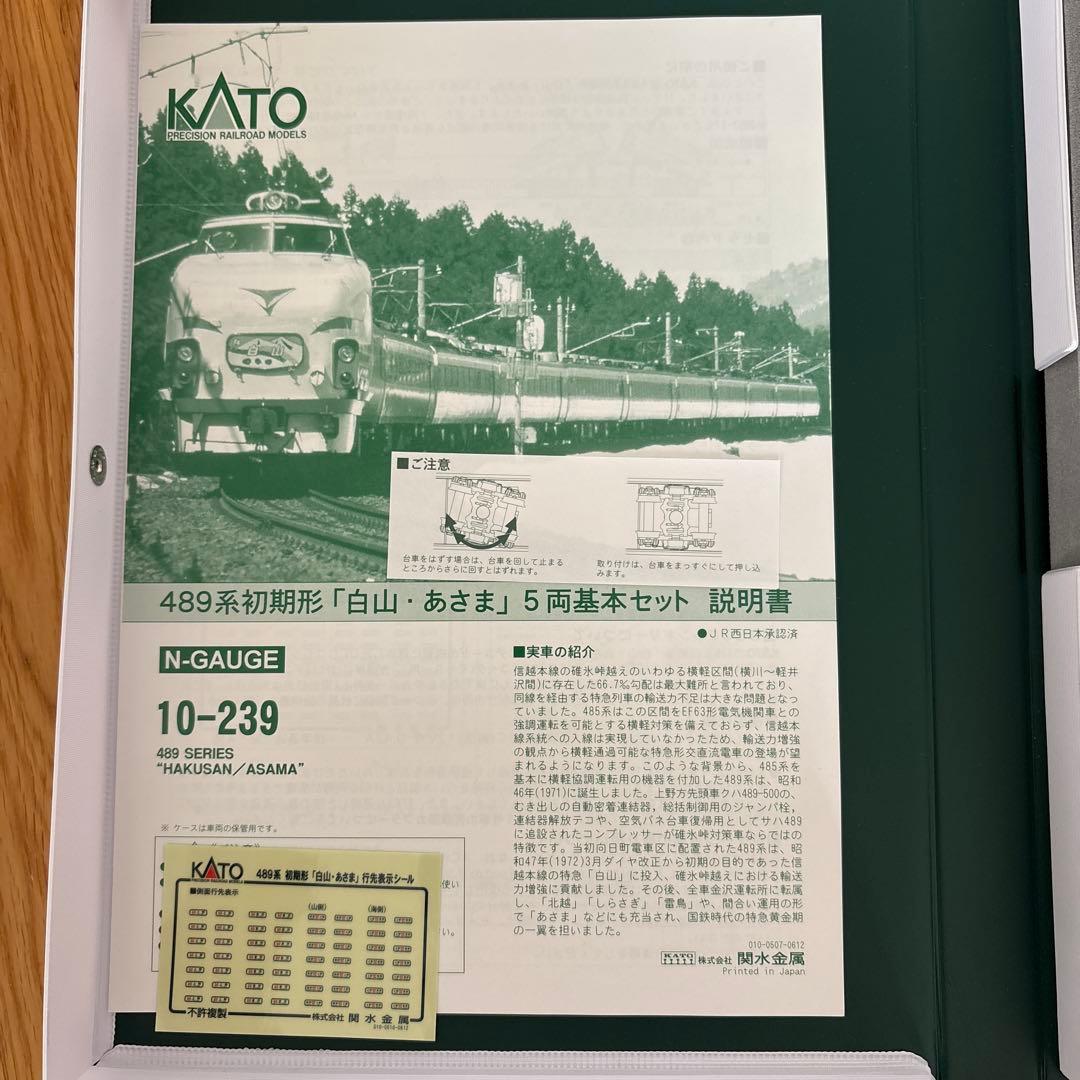 KATO
PRECISION RAILROAD MODELS
白山
■ご注意
台車をはずす場合は、台車を回して止まる
ところからさらに回すとはずれます。
取り付けは、台車をまっすぐにして押し込
みます。
489系初期形「白山・あさま」5両基本セット 説明書
●JR西日本承認済
N-GAUGE
10-239
489 SERIES
“HAKUSAN/ASAMA”
■実車の紹介
信越本線の碓氷峠越えのいわゆる横軽区間(横川〜軽井
沢間)に存在した66.7‰勾配は最大難所と言われており、
同線を経由する特急列車の輸送力不足は大きな問題となっ
ていました。485系はこの区間をEF63形電気機関車との
強調運転を可能とする横軽対策を備えておらず、信越本
線系統への入線は実現していなかったため、輸送力増強
の観点から横軽通過可能な特急形交直流電車の登場が望
まれるようになります。このような背景から、485系を
基本に横軽協調運転用の機器を付加した489系は、昭和
46年(1971)に誕生しました。上野方先頭車クハ489-500の、
むき出しの自動密着連結器，総括制御用のジャンパ栓，
連結器解放テコや、空気バネ台車復帰用としてサハ489
に追設されたコンプレッサーが碓氷峠対策車ならではの
特徴です。当初向日町電車区に配置された489系は、昭
和47年(1972)3月ダイヤ改正から初期の目的であった信
越本線の特急「白山」に投入、碓氷峠越えにおける輸送
力増強に貢献しました。その後、全車金沢運転所に転属
し、「北越」「しらさぎ」「雷鳥」や、間合い運用の形
で「あさま」などにも充当され、国鉄時代の特急黄金期
の一翼を担いました。
010-0507-0612
KATO 株式会社 関水金属
Printed in Japan
※ ケースは車両の保管用です。
使い
い。
KATO
PRECISION RAILROAD MODELS
489系 初期形「白山・あさま」行先表示シール
■側面行先表示
(山側)
(海側)
不許複製
株式会社 関水金属
010-0610-0612